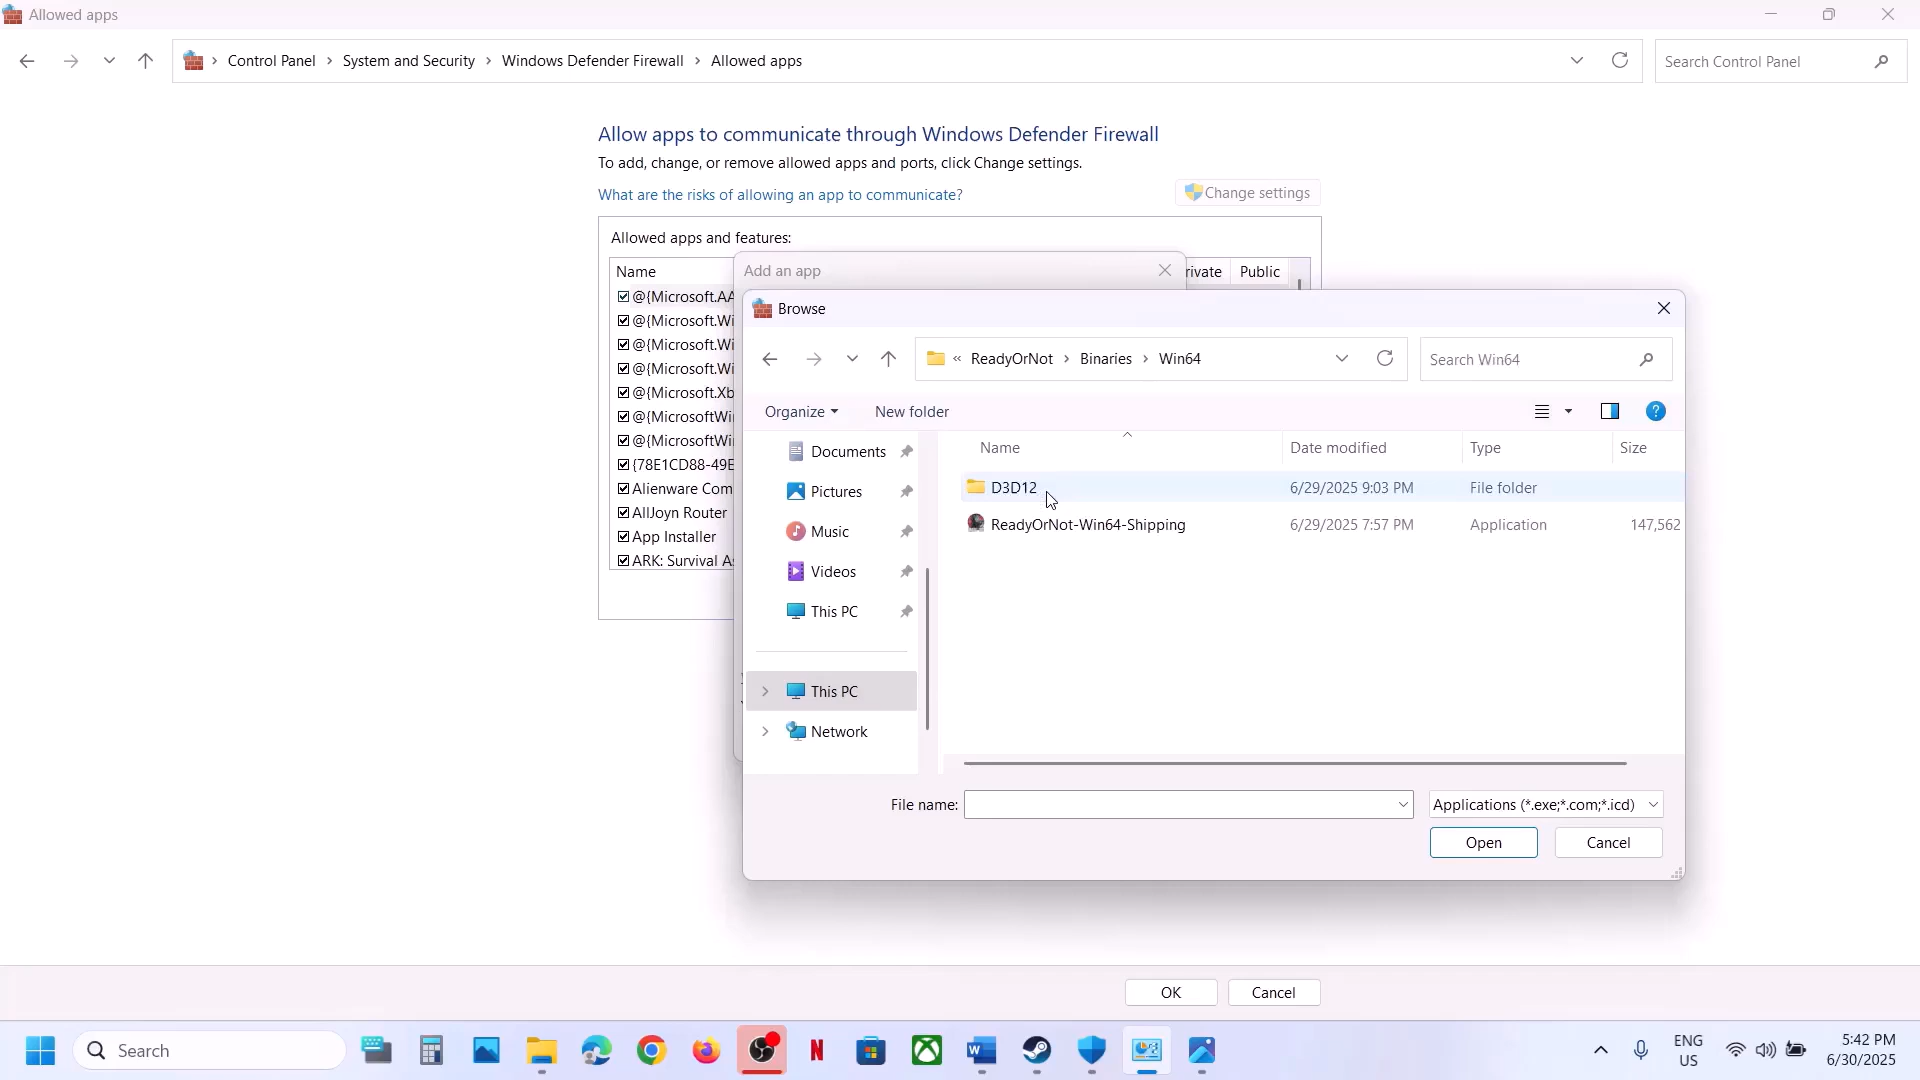 Allowed apps
Control Panel > System and Security > Windows Defender Firewall > Allowed apps
Search Control Panel
Allow apps to communicate through Windows Defender Firewall
To add, change, or remove allowed apps and ports, click Change settings.
What are the risks of allowing an app to communicate?
Change settings
Allowed apps and features:
Name
rivate
Public
@{Microsoft.AA
@{Microsoft.Wi
@{Microsoft.Wi
@{Microsoft.Wi
@{Microsoft.Xb
@{MicrosoftWi
@{MicrosoftWi
{78E1CD88-49E
Alienware Com
AllJoyn Router
App Installer
ARK: Survival As
Add an app
Browse
« ReadyOrNot > Binaries > Win64
Search Win64
Organize
New folder
Documents
Pictures
Music
Videos
This PC
This PC
Network
Name Date modified Type Size
D3D12 6/29/2025 9:03 PM File folder
ReadyOrNot-Win64-Shipping 6/29/2025 7:57 PM Application 147,562
File name:
Applications (*.exe;*.com;*.icd)
Open Cancel
OK Cancel
Search
ENG
US
5:42 PM
6/30/2025